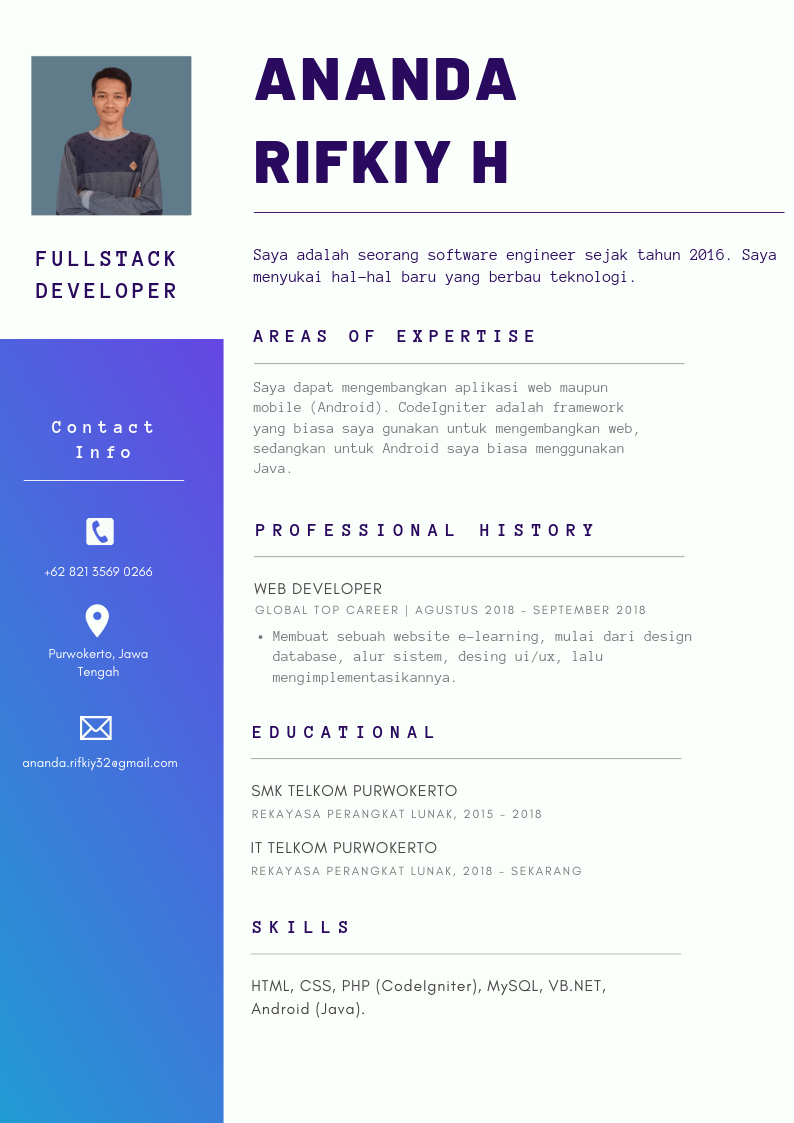 ANANDA
RIFKIY H
FULLSTACK
DEVELOPER
Saya adalah seorang software engineer sejak tahun 2016. Saya
menyukai hal-hal baru yang berbau teknologi.
AREAS OF EXPERTISE
Saya dapat mengembangkan aplikasi web maupun
mobile (Android). CodeIgniter adalah framework
yang biasa saya gunakan untuk mengembangkan web,
sedangkan untuk Android saya biasa menggunakan
Java.
Contact
Info
+62 821 3569 0266
Purwokerto, Jawa
Tengah
ananda.rifkiy32@gmail.com
PROFESSIONAL HISTORY
WEB DEVELOPER
GLOBAL TOP CAREER | AGUSTUS 2018 - SEPTEMBER 2018
• Membuat sebuah website e-learning, mulai dari design
database, alur sistem, desing ui/ux, lalu
mengimplementasikannya.
EDUCATIONAL
SMK TELKOM PURWOKERTO
REKAYASA PERANGKAT LUNAK, 2015 - 2018
IT TELKOM PURWOKERTO
REKAYASA PERANGKAT LUNAK, 2018 - SEKARANG
SKILLS
HTML, CSS, PHP (CodeIgniter), MySQL, VB.NET,
Android (Java).